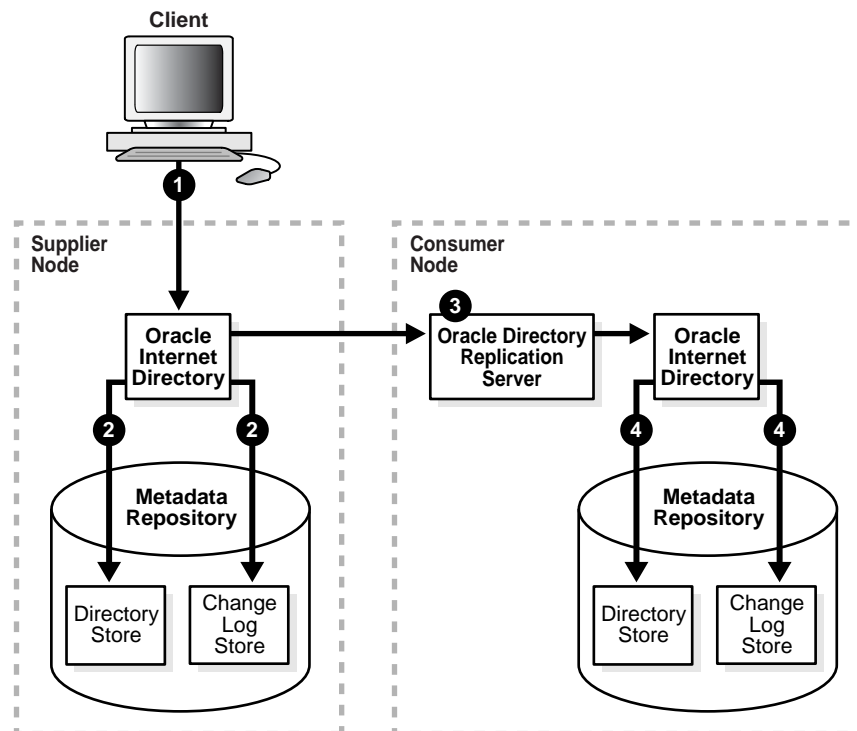 Client
1
Supplier
Node
Consumer
Node
3
Oracle
Internet
Directory
Oracle Directory
Replication
Server
Oracle
Internet
Directory
2
2
4
4
Metadata
Repository
Metadata
Repository
Directory
Store
Change
Log
Store
Directory
Store
Change
Log
Store